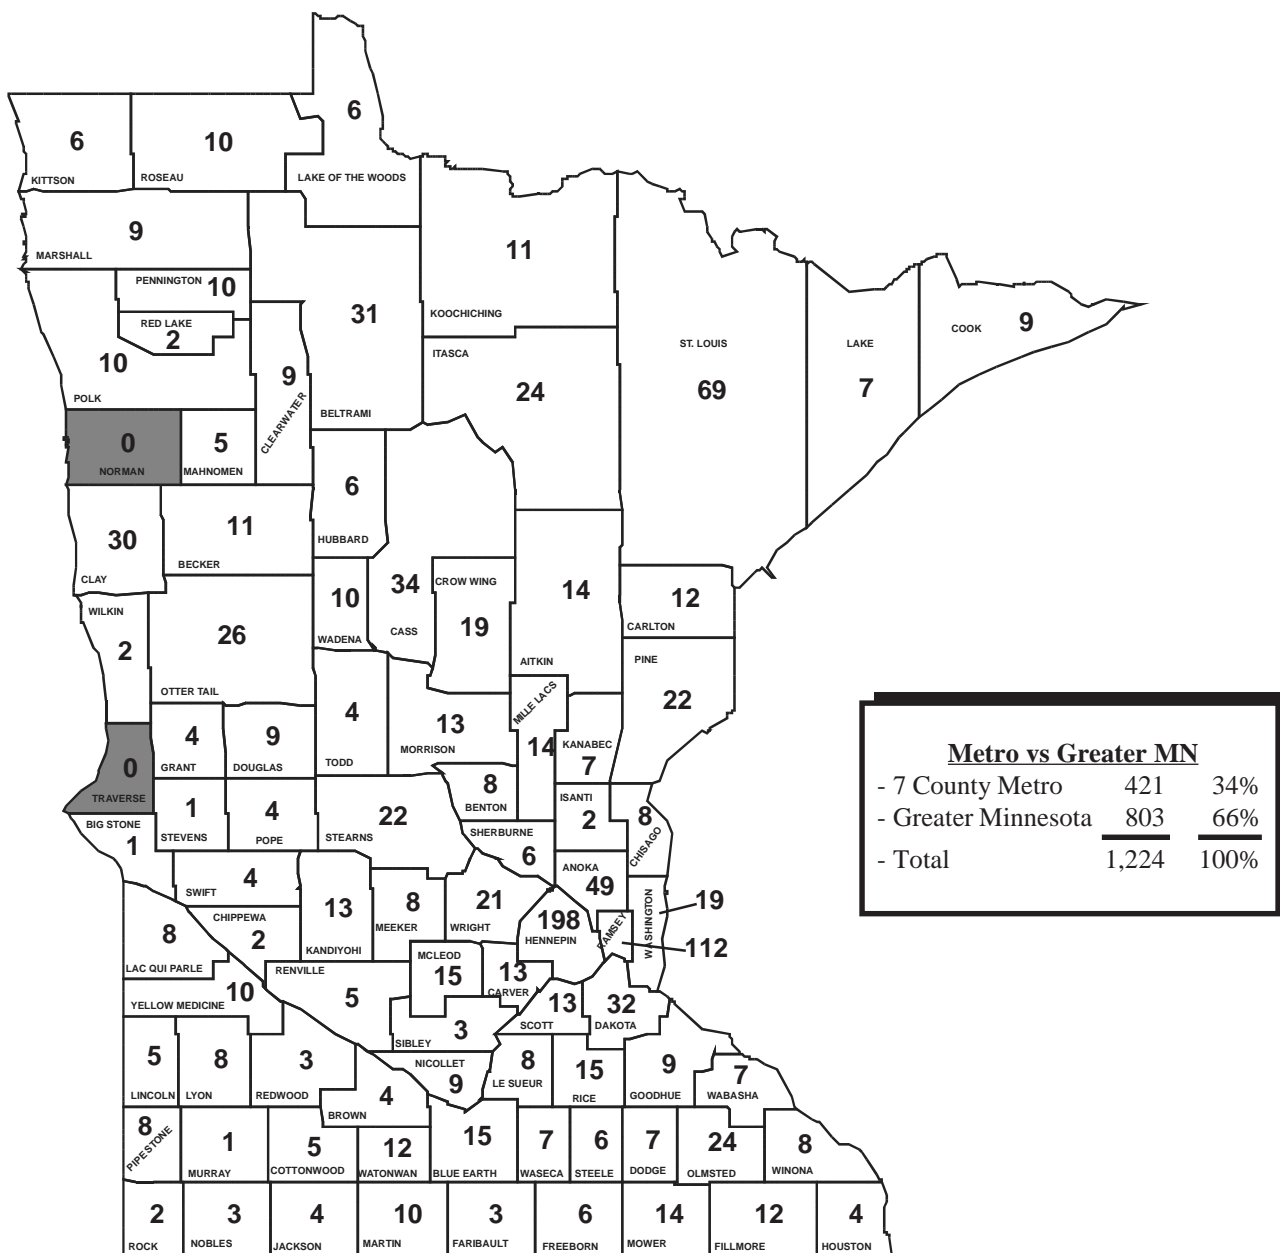 6
6
10
KITTSON
ROSEAU
LAKE OF THE WOODS
9
MARSHALL
11
KOOCHICHING
PENNINGTON 10
RED LAKE
2
31
BELTRAMI
10
POLK
9
CLEARWATER
ITASCA
24
ST. LOUIS
69
LAKE
7
COOK
9
0
NORMAN
5
MAHNOMEN
6
HUBBARD
30
CLAY
11
BECKER
34
CASS
CROW WING
19
14
AITKIN
12
CARLTON
WILKIN
2
26
OTTER TAIL
10
WADENA
PINE
22
4
TODD
13
MORRISON
MILLE LACS
14
KANABEC
7
4
GRANT
9
DOUGLAS
0
TRAVERSE
Metro vs Greater MN
- 7 County Metro 421 34%
- Greater Minnesota 803 66%
- Total 1,224 100%
8
BENTON
ISANTI
2
8
CHISAGO
BIG STONE
1
1
STEVENS
4
POPE
22
STEARNS
SHERBURNE
6
ANOKA
49
4
SWIFT
13
KANDIYOHI
8
MEEKER
21
WRIGHT
198
HENNEPIN
RAMSEY
112
WASHINGTON
19
8
LAC QUI PARLE
CHIPPEWA
2
RENVILLE
5
MCLEOD
15
13
CARVER
10
YELLOW MEDICINE
3
SIBLEY
13
SCOTT
32
DAKOTA
5
LINCOLN
8
LYON
3
REDWOOD
4
BROWN
NICOLLET
9
8
LE SUEUR
15
RICE
9
GOODHUE
7
WABASHA
8
PIPESTONE
1
MURRAY
5
COTTONWOOD
12
WATONWAN
15
BLUE EARTH
7
WASECA
6
STEELE
7
DODGE
24
OLMSTED
8
WINONA
2
ROCK
3
NOBLES
4
JACKSON
10
MARTIN
3
FARIBAULT
6
FREEBORN
14
MOWER
12
FILLMORE
4
HOUSTON